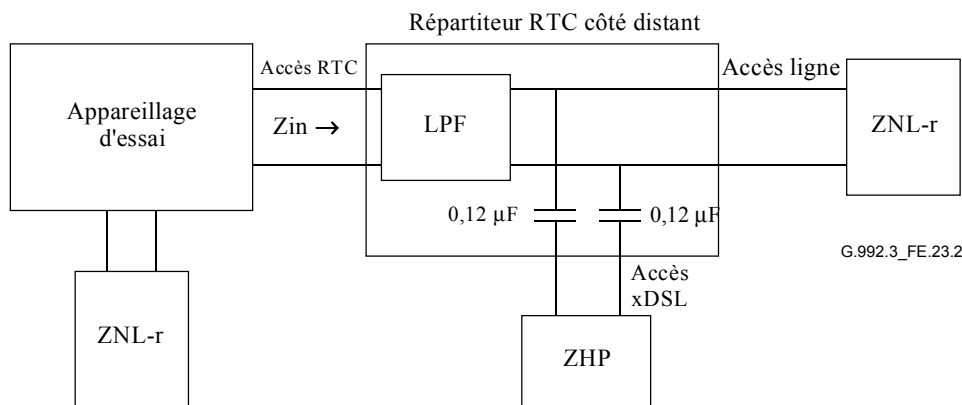 Répartiteur RTC côté distant
Appareillage
d'essai
Accès RTC
Zin →
LPF
Accès ligne
ZNL-r
0,12 µF
0,12 µF
G.992.3_FE.23.2
Accès
xDSL
ZNL-r
ZHP